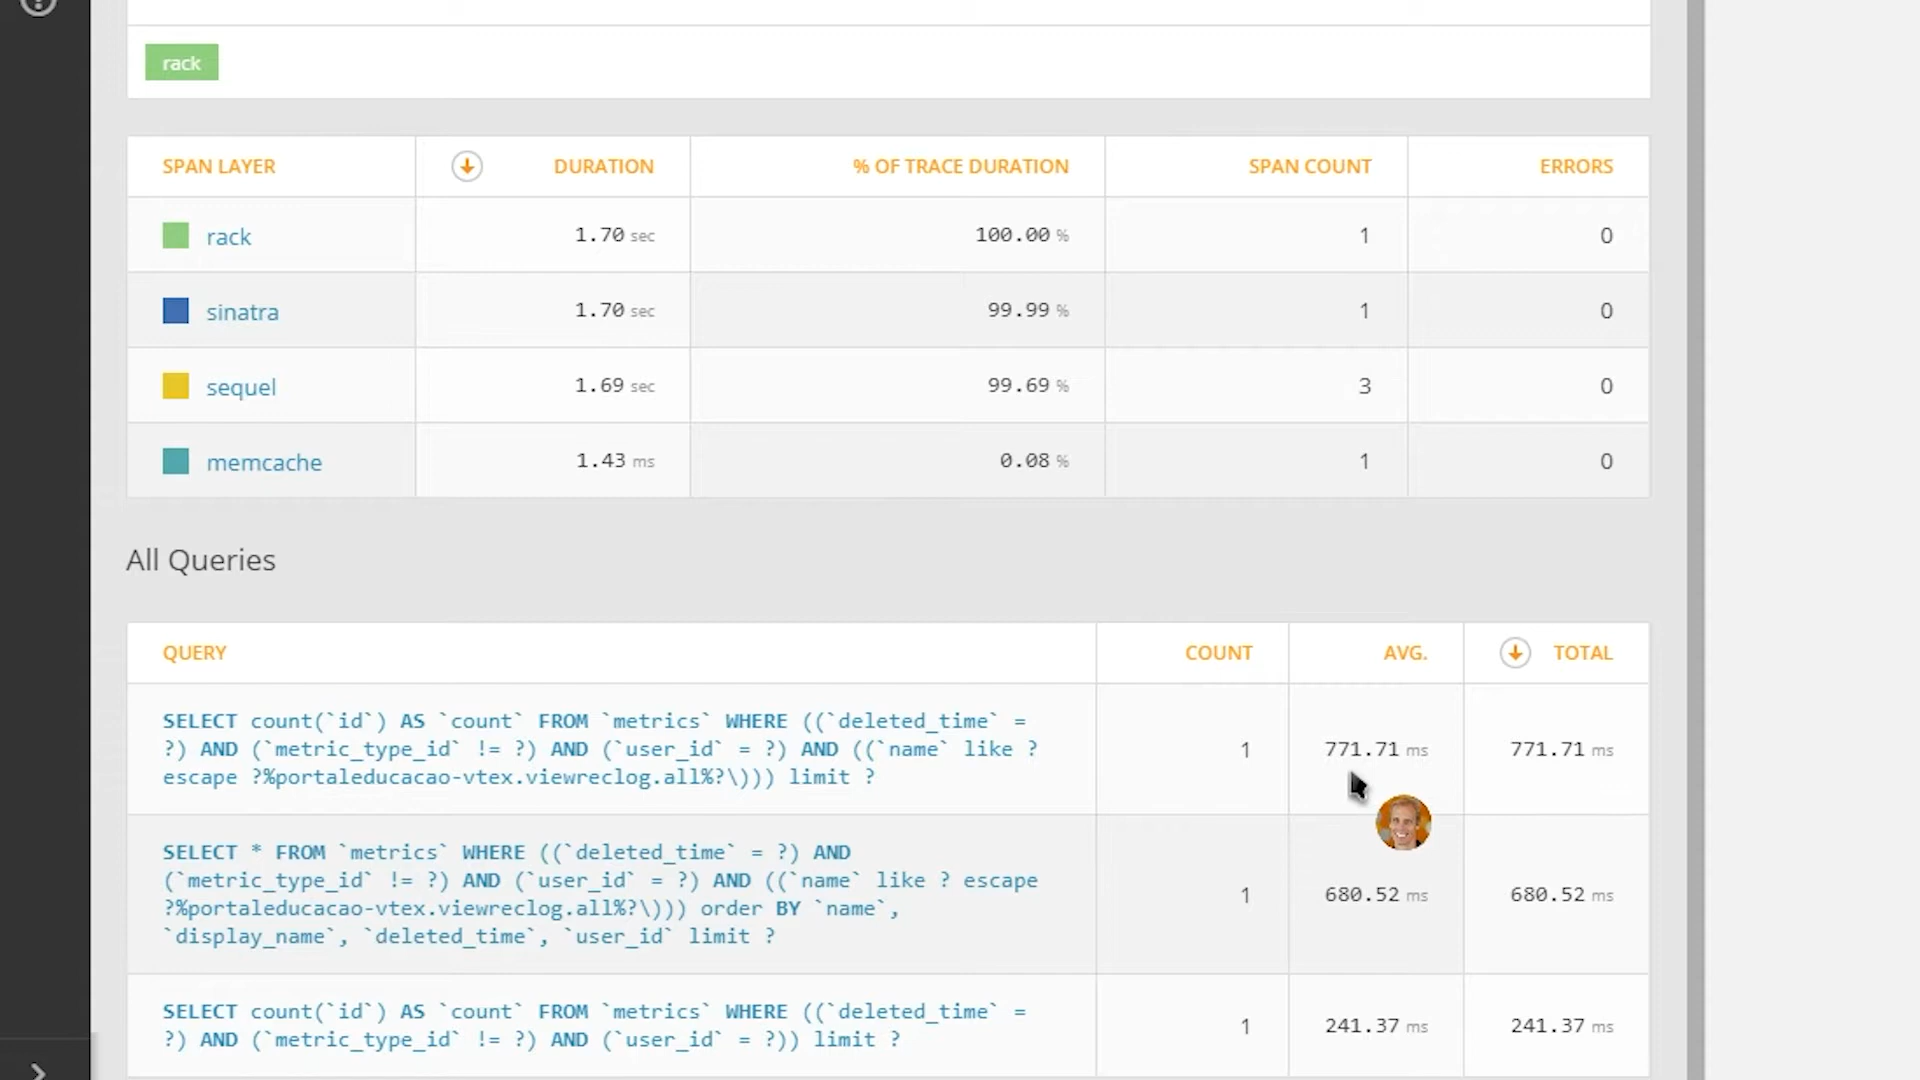 rack
SPAN LAYER DURATION % OF TRACE DURATION SPAN COUNT ERRORS
rack 1.70 sec 100.00 % 1 0
sinatra 1.70 sec 99.99 % 1 0
sequel 1.69 sec 99.69 % 3 0
memcache 1.43 ms 0.08 % 1 0
All Queries
QUERY COUNT AVG. TOTAL
SELECT count(`id`) AS `count` FROM `metrics` WHERE ((`deleted_time` =
?) AND (`metric_type_id` != ?) AND (`user_id` = ?) AND ((`name` like ? 1 771.71 ms 771.71 ms
escape ?%portaleducacao-vtex.viewreclog.all%?\))) limit ?
SELECT * FROM `metrics` WHERE ((`deleted_time` = ?) AND
(`metric_type_id` != ?) AND (`user_id` = ?) AND ((`name` like ? escape 1 680.52 ms 680.52 ms
?%portaleducacao-vtex.viewreclog.all%?\))) order BY `name`,
`display_name`, `deleted_time`, `user_id` limit ?
SELECT count(`id`) AS `count` FROM `metrics` WHERE ((`deleted_time` =
?) AND (`metric_type_id` != ?) AND (`user_id` = ?)) limit ? 1 241.37 ms 241.37 ms